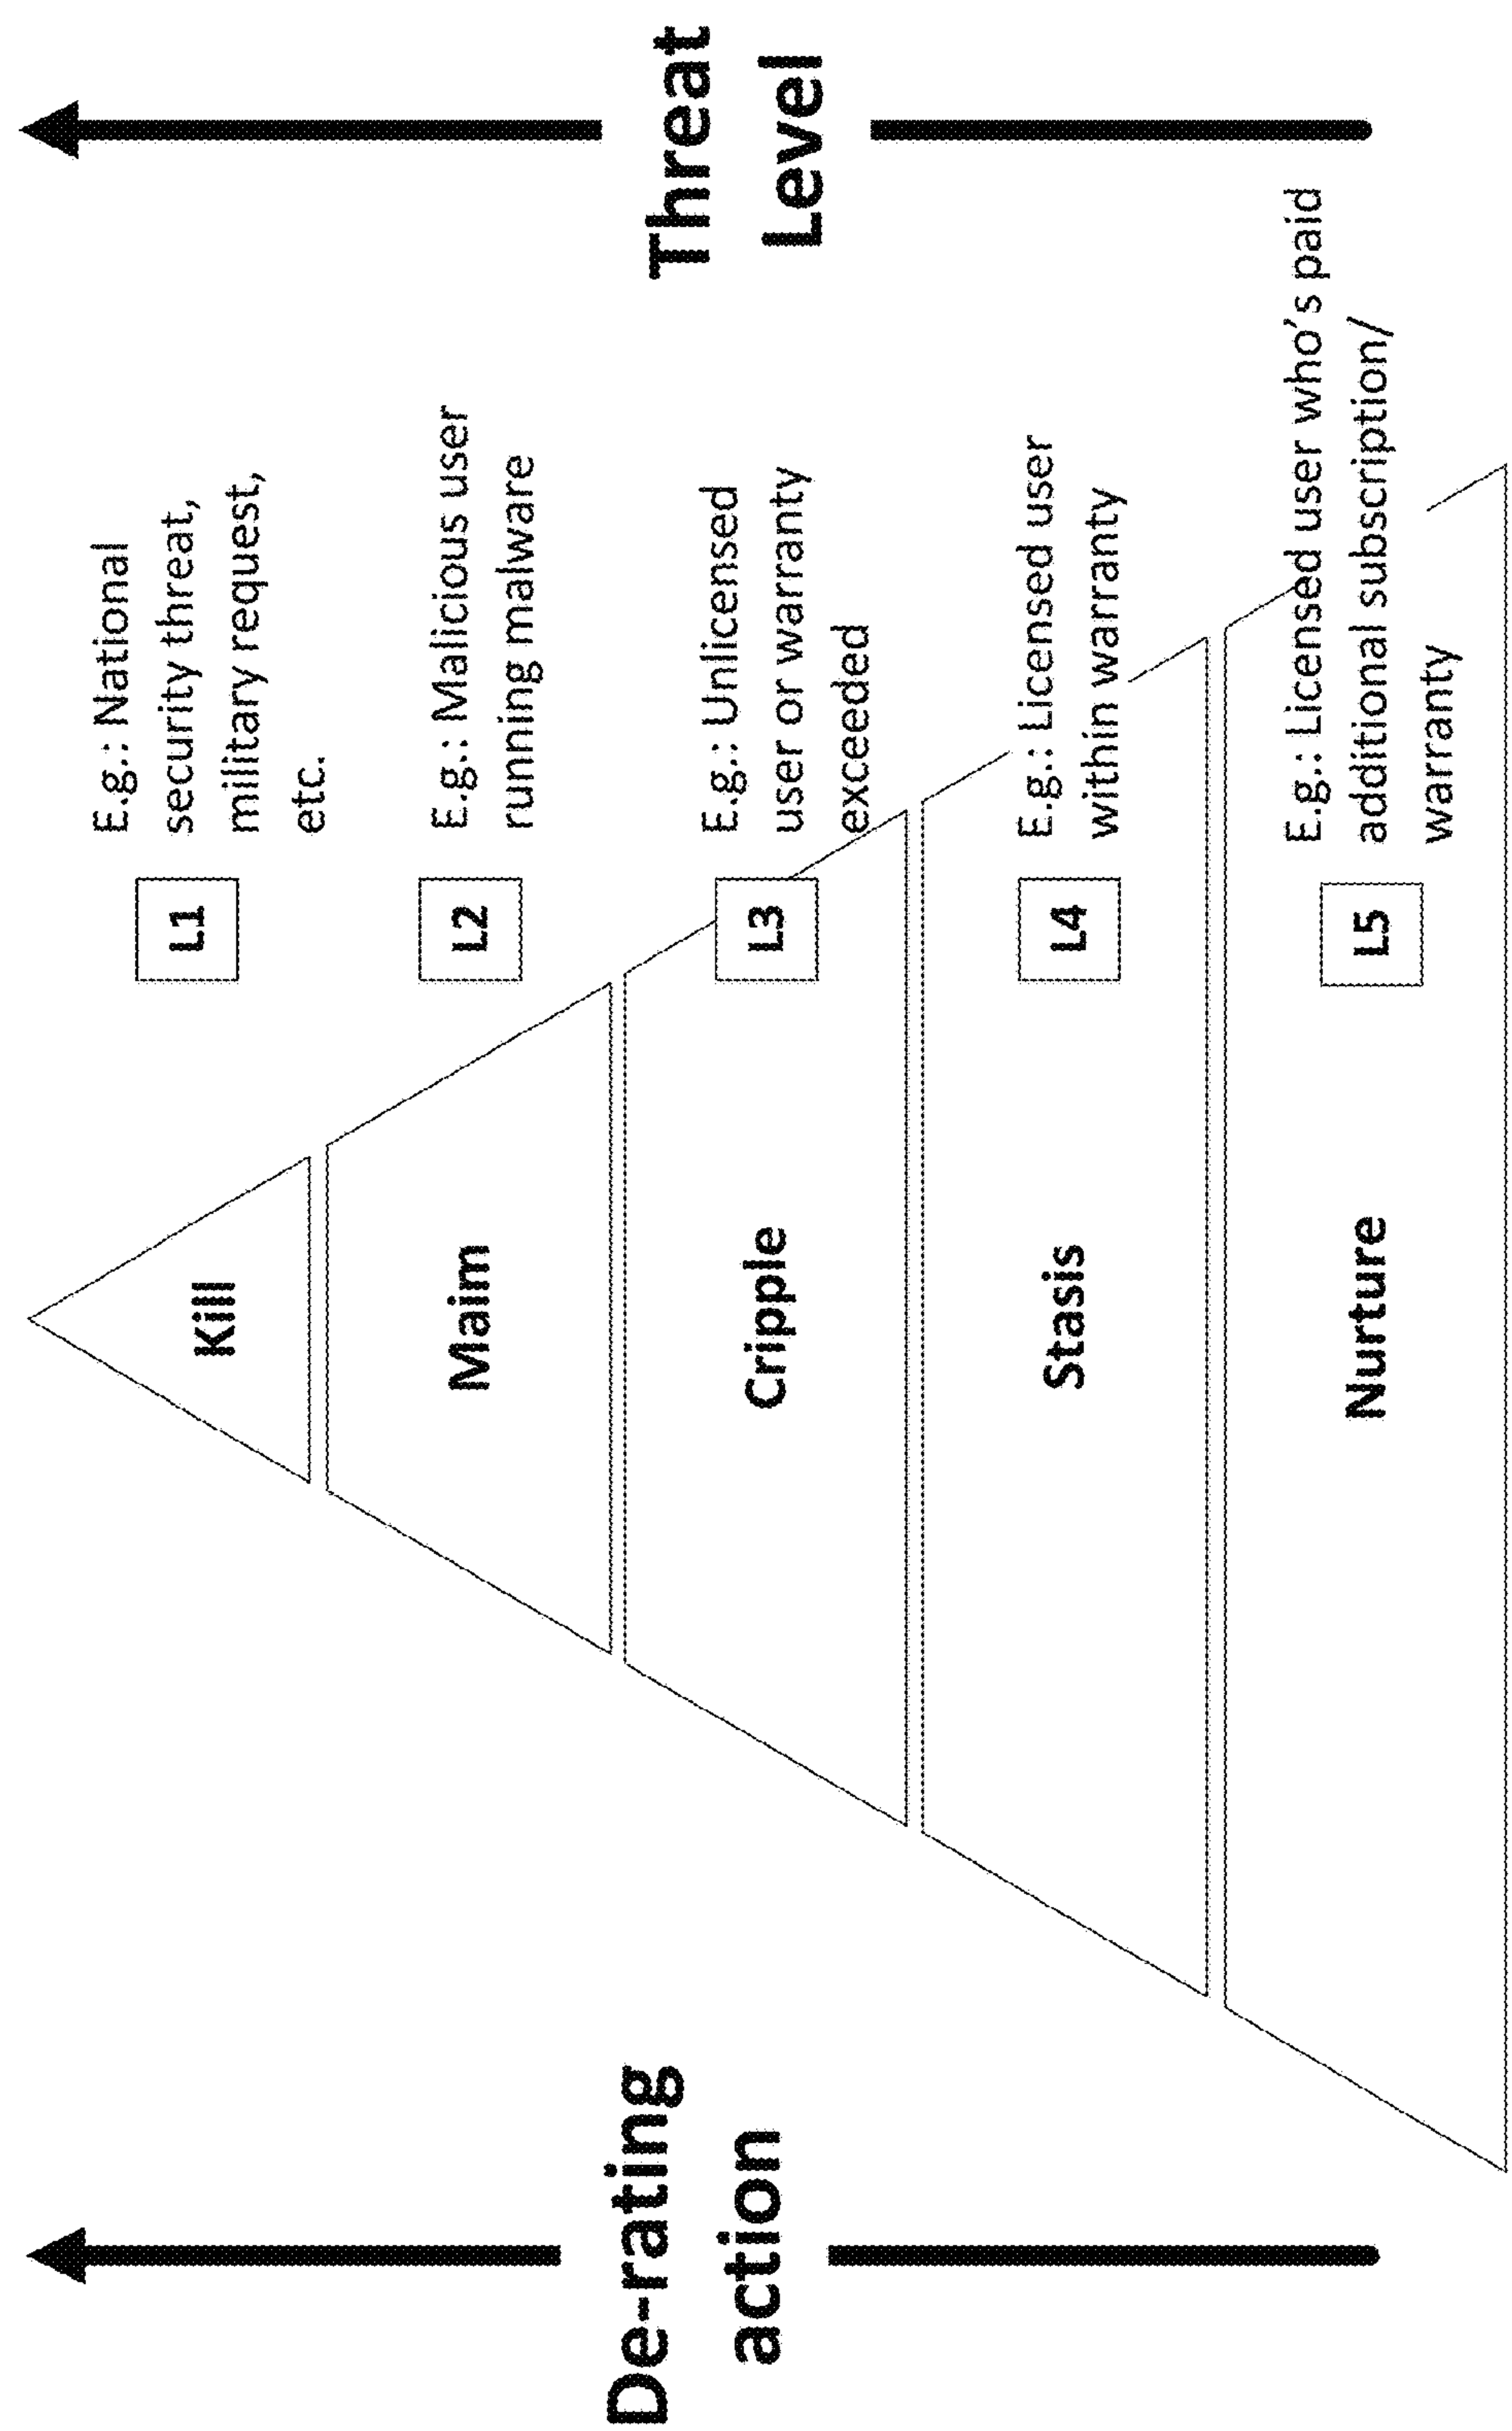 De-rating
action
Kill
L1
E.g.: National
security threat,
military request,
etc.
Maim
L2
E.g.: Malicious user
running malware
Cripple
L3
E.g.: Unlicensed
user or warranty
exceeded
Stasis
L4
E.g.: Licensed user
within warranty
Nurture
L5
E.g.: Licensed user who's paid
additional subscription/
warranty
Threat
Level